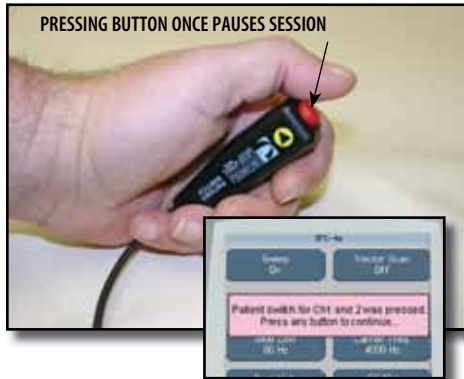 PRESSING BUTTON ONCE PAUSES SESSION
Sweep
On
Vector Scan
Off
Patient switch for Ch1 and 2 was pressed.
Press any button to continue...
Carrier Freq.
80 Hz
4000 Hz